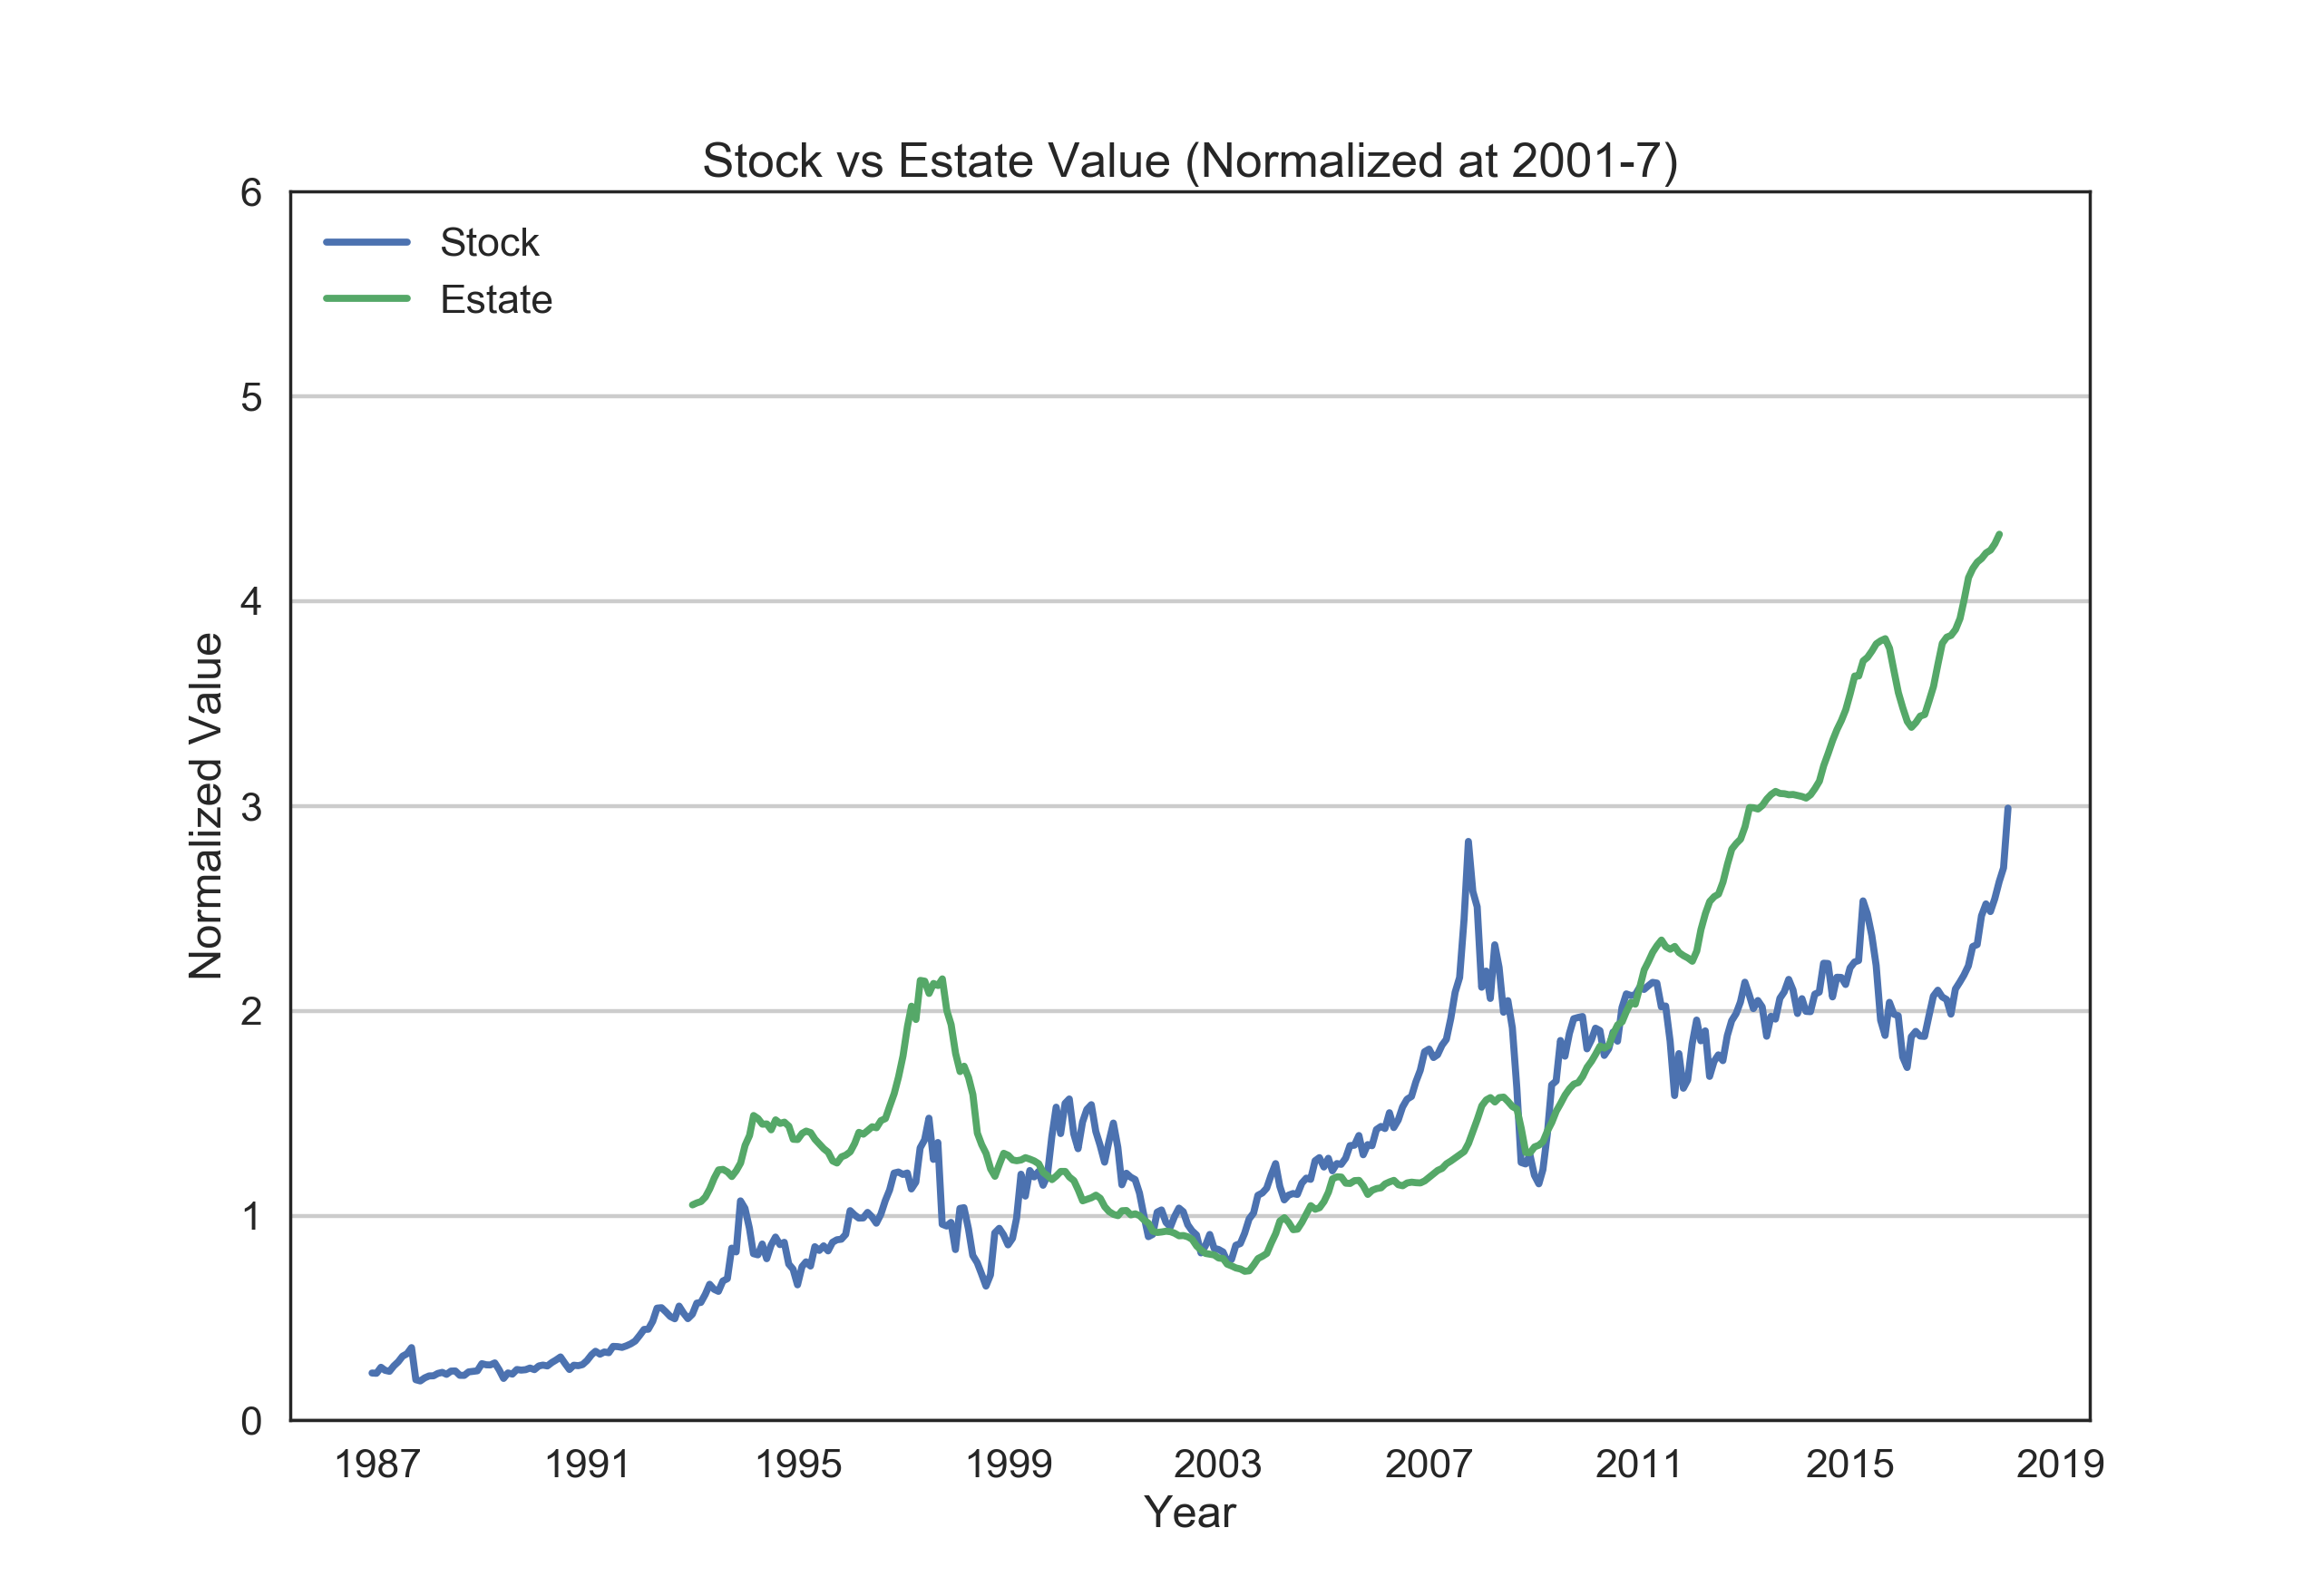 Stock vs Estate Value (Normalized at 2001-7)
6
Stock
Estate
5
4
3
2
1
0
Normalized Value
1987 1991 1995 1999 2003 2007 2011 2015 2019
Year